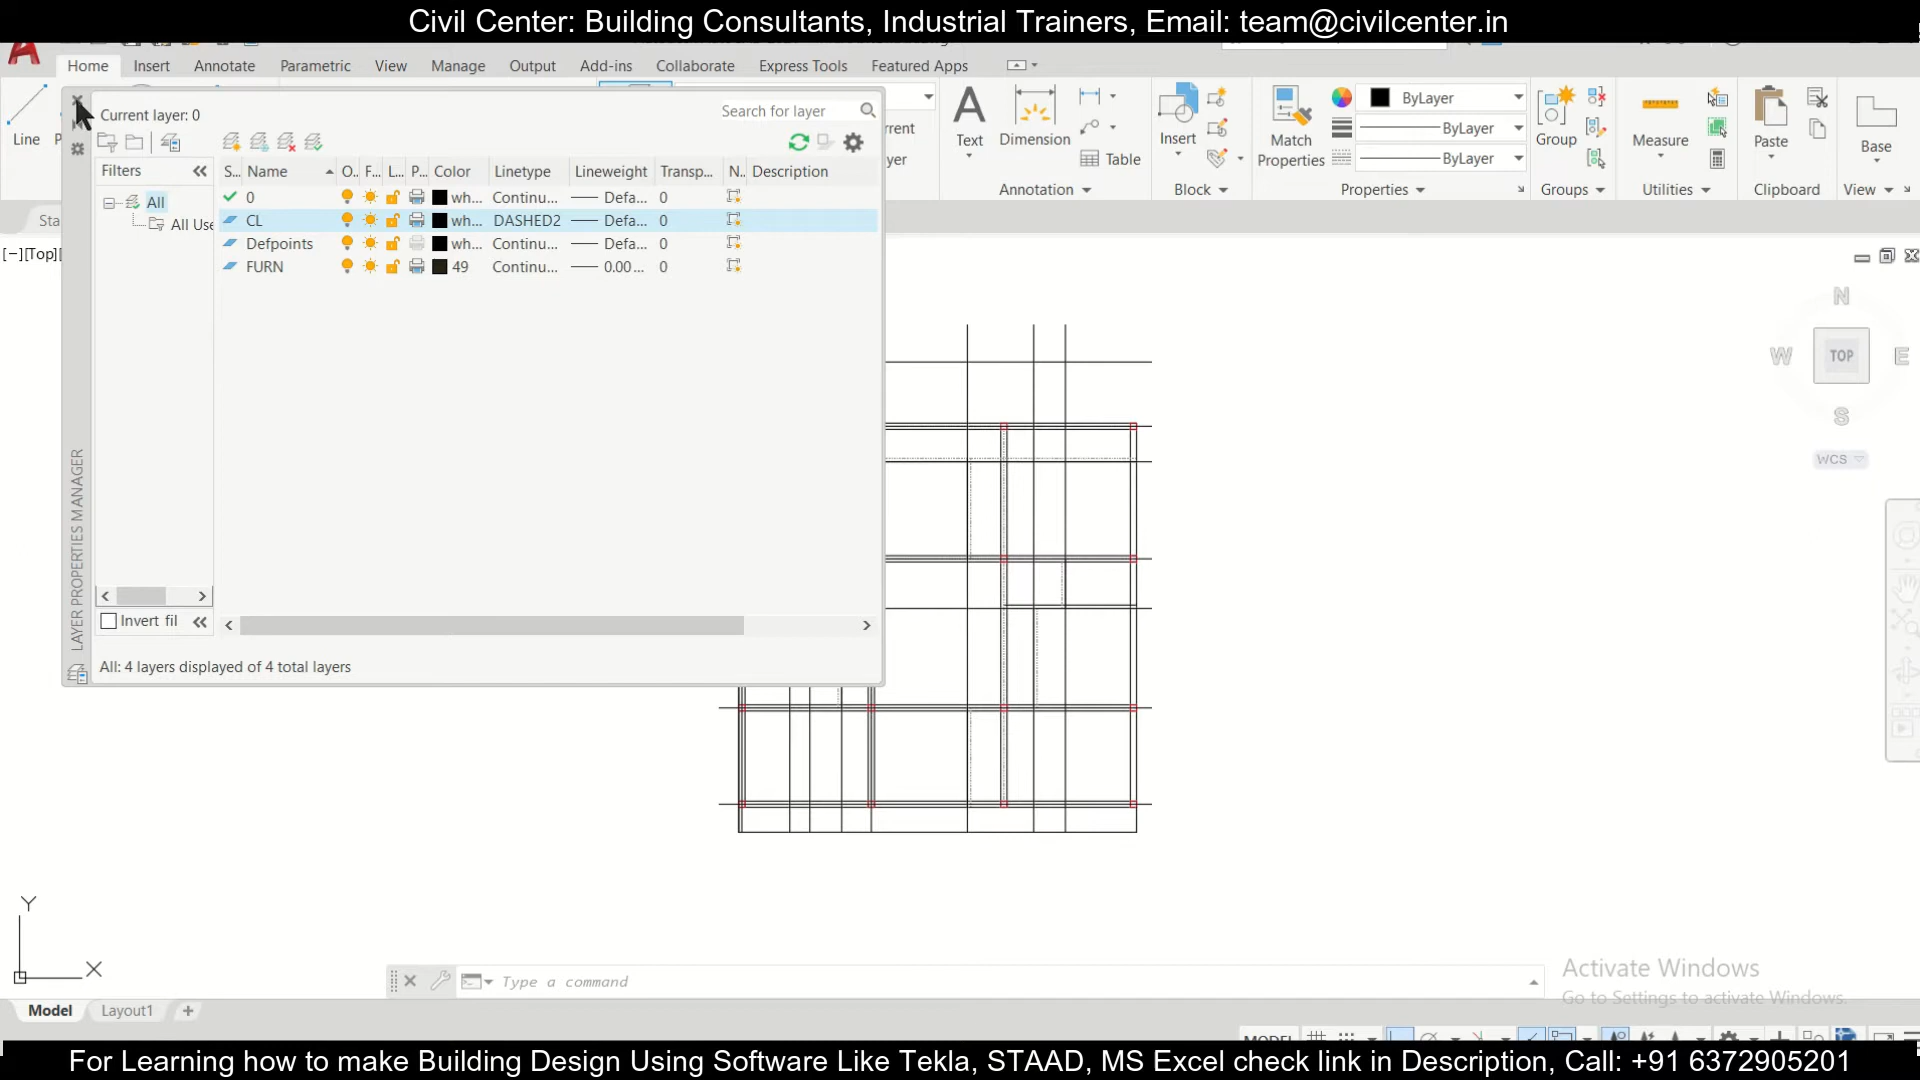 Civil Center: Building Consultants, Industrial Trainers, Email: team@civilcenter.in
Home Insert Annotate Parametric View Manage Output Add-ins Collaborate Express Tools Featured Apps
Line
Current layer: 0
Search for layer
Filters
All
All Use
S.. Name O.. F... L... P... Color Linetype Lineweight Transp... N.. Description
0 wh... Continu... Defa... 0
CL wh... DASHED2 Defa... 0
Defpoints wh... Continu... Defa... 0
FURN 49 Continu... 0.00 ... 0
Invert fil
All: 4 layers displayed of 4 total layers
LAYER PROPERTIES MANAGER
Text
Dimension
Table
Annotation
Insert
Block
Match
Properties
ByLayer
ByLayer
ByLayer
Properties
Group
Groups
Measure
Utilities
Paste
Clipboard
Base
View
[−][Top]
N
W TOP E
S
WCS
Y
X
Type a command
Model Layout1 +
Activate Windows
Go to Settings to activate Windows.
MODEL
For Learning how to make Building Design Using Software Like Tekla, STAAD, MS Excel check link in Description, Call: +91 6372905201